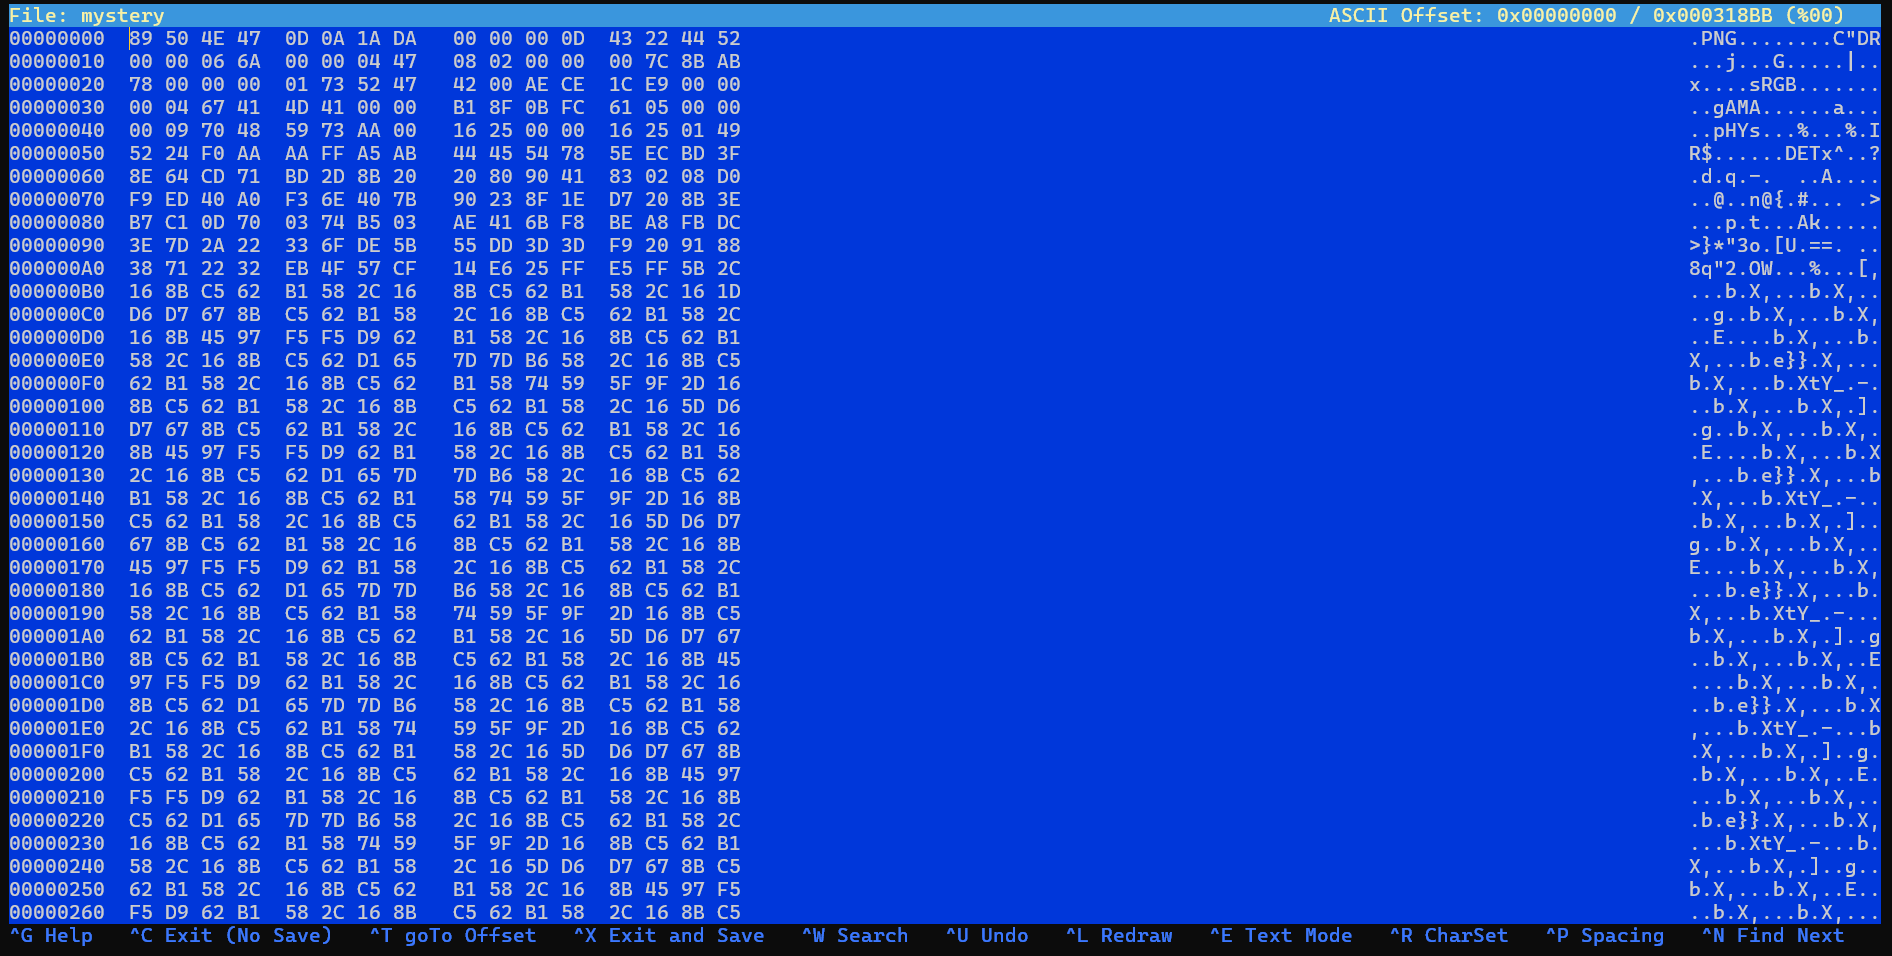 File: mystery ASCII Offset: 0x00000000 / 0x000318BB (%00)
00000000 89 50 4E 47 0D 0A 1A DA 00 00 00 0D 43 22 44 52 .PNG........C"DR
00000010 00 00 06 6A 00 00 04 47 08 02 00 00 00 7C 8B AB ...j...G.....|..
00000020 78 00 00 00 01 73 52 47 42 00 AE CE 1C E9 00 00 x....sRGB.......
00000030 00 04 67 41 4D 41 00 00 B1 8F 0B FC 61 05 00 00 ..gAMA......a...
00000040 00 09 70 48 59 73 AA 00 16 25 00 00 16 25 01 49 ..pHYs...%...%.I
00000050 52 24 F0 AA AA FF A5 AB 44 45 54 78 5E EC BD 3F R$......DETx^..?
00000060 8E 64 CD 71 BD 2D 8B 20 20 80 90 41 83 02 08 D0 .d.q.-.  ..A....
00000070 F9 ED 40 A0 F3 6E 40 7B 90 23 8F 1E D7 20 8B 3E ..@..n@{.#... .>
00000080 B7 C1 0D 70 03 74 B5 03 AE 41 6B F8 BE A8 FB DC ...p.t...Ak.....
00000090 3E 7D 2A 22 33 6F DE 5B 55 DD 3D 3D F9 20 91 88 >}*"3o.[U.==. ..
000000A0 38 71 22 32 EB 4F 57 CF 14 E6 25 FF E5 FF 5B 2C 8q"2.OW...%...[,
000000B0 16 8B C5 62 B1 58 2C 16 8B C5 62 B1 58 2C 16 1D ...b.X,...b.X,..
000000C0 D6 D7 67 8B C5 62 B1 58 2C 16 8B C5 62 B1 58 2C ..g..b.X,...b.X,
000000D0 16 8B 45 97 F5 F5 D9 62 B1 58 2C 16 8B C5 62 B1 ..E....b.X,...b.
000000E0 58 2C 16 8B C5 62 D1 65 7D 7D B6 58 2C 16 8B C5 X,...b.e}}.X,...
000000F0 62 B1 58 2C 16 8B C5 62 B1 58 74 59 5F 9F 2D 16 b.X,...b.XtY_.-.
00000100 8B C5 62 B1 58 2C 16 8B C5 62 B1 58 2C 16 5D D6 ..b.X,...b.X,.].
00000110 D7 67 8B C5 62 B1 58 2C 16 8B C5 62 B1 58 2C 16 .g..b.X,...b.X,.
00000120 8B 45 97 F5 F5 D9 62 B1 58 2C 16 8B C5 62 B1 58 .E....b.X,...b.X
00000130 2C 16 8B C5 62 D1 65 7D 7D B6 58 2C 16 8B C5 62 ,...b.e}}.X,...b
00000140 B1 58 2C 16 8B C5 62 B1 58 74 59 5F 9F 2D 16 8B .X,...b.XtY_.-..
00000150 C5 62 B1 58 2C 16 8B C5 62 B1 58 2C 16 5D D6 D7 .b.X,...b.X,.]..
00000160 67 8B C5 62 B1 58 2C 16 8B C5 62 B1 58 2C 16 8B g..b.X,...b.X,..
00000170 45 97 F5 F5 D9 62 B1 58 2C 16 8B C5 62 B1 58 2C E....b.X,...b.X,
00000180 16 8B C5 62 D1 65 7D 7D B6 58 2C 16 8B C5 62 B1 ...b.e}}.X,...b.
00000190 58 2C 16 8B C5 62 B1 58 74 59 5F 9F 2D 16 8B C5 X,...b.XtY_.-...
000001A0 62 B1 58 2C 16 8B C5 62 B1 58 2C 16 5D D6 D7 67 b.X,...b.X,.]..g
000001B0 8B C5 62 B1 58 2C 16 8B C5 62 B1 58 2C 16 8B 45 ..b.X,...b.X,..E
000001C0 97 F5 F5 D9 62 B1 58 2C 16 8B C5 62 B1 58 2C 16 ....b.X,...b.X,.
000001D0 8B C5 62 D1 65 7D 7D B6 58 2C 16 8B C5 62 B1 58 ..b.e}}.X,...b.X
000001E0 2C 16 8B C5 62 B1 58 74 59 5F 9F 2D 16 8B C5 62 ,...b.XtY_.-...b
000001F0 B1 58 2C 16 8B C5 62 B1 58 2C 16 5D D6 D7 67 8B .X,...b.X,.]..g.
00000200 C5 62 B1 58 2C 16 8B C5 62 B1 58 2C 16 8B 45 97 .b.X,...b.X,..E.
00000210 F5 F5 D9 62 B1 58 2C 16 8B C5 62 B1 58 2C 16 8B ...b.X,...b.X,..
00000220 C5 62 D1 65 7D 7D B6 58 2C 16 8B C5 62 B1 58 2C .b.e}}.X,...b.X,
00000230 16 8B C5 62 B1 58 74 59 5F 9F 2D 16 8B C5 62 B1 ...b.XtY_.-...b.
00000240 58 2C 16 8B C5 62 B1 58 2C 16 5D D6 D7 67 8B C5 X,...b.X,.]..g..
00000250 62 B1 58 2C 16 8B C5 62 B1 58 2C 16 8B 45 97 F5 b.X,...b.X,..E..
00000260 F5 D9 62 B1 58 2C 16 8B C5 62 B1 58 2C 16 8B C5 ..b.X,...b.X,...
^G Help ^C Exit (No Save) ^T goTo Offset ^X Exit and Save ^W Search ^U Undo ^L Redraw ^E Text Mode ^R CharSet ^P Spacing ^N Find Next